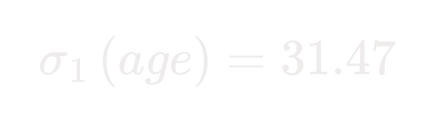 σ₁ (age) = 31.47